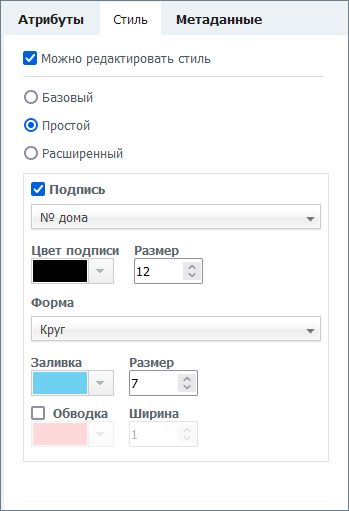 Атрибуты Стиль Метаданные
Можно редактировать стиль
Базовый
Простой
Расширенный
Подпись
№ дома
Цвет подписи Размер
12
Форма
Круг
Заливка Размер
7
Обводка Ширина
1